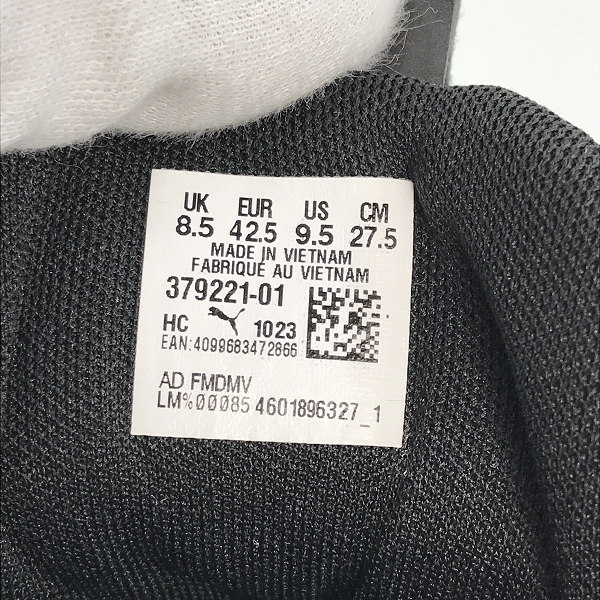 UK EUR US CM
8.5 42.5 9.5 27.5
MADE IN VIETNAM
FABRIQUÉ AU VIETNAM
379221-01
HC 1023
EAN:4099683472866
AD FMDMV
LM%00085 4601896327_1